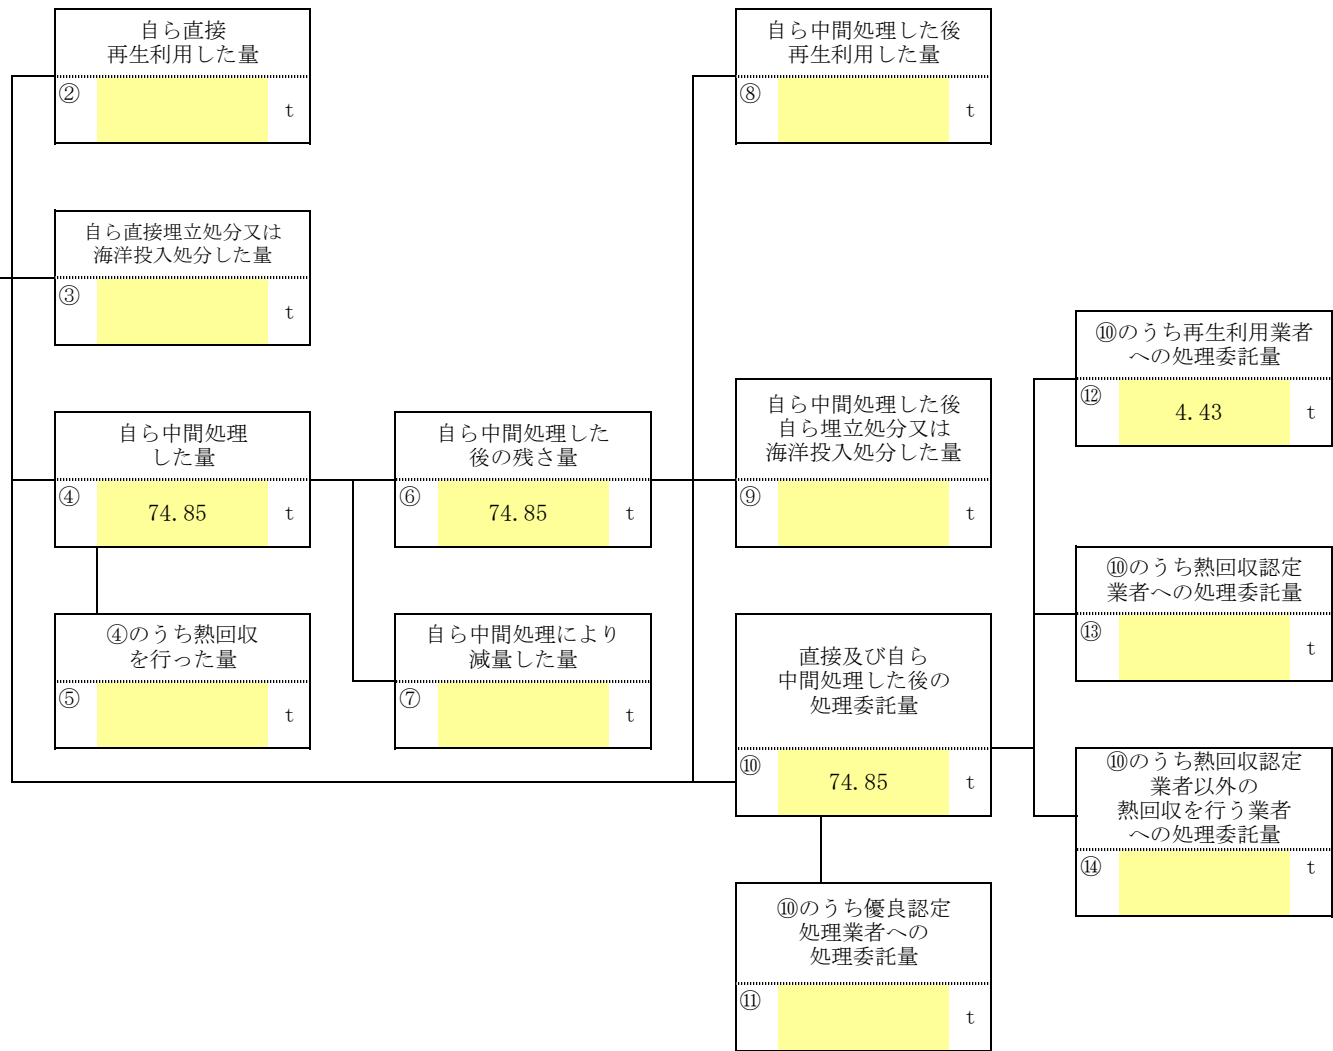 自ら直接
再生利用した量
②
t
自ら中間処理した後
再生利用した量
⑧
t
自ら直接埋立処分又は
海洋投入処分した量
③
t
⑩のうち再生利用業者
への処理委託量
⑫
4.43
t
自ら中間処理
した量
④
74.85
t
自ら中間処理した
後の残さ量
⑥
74.85
t
自ら中間処理した後
自ら埋立処分又は
海洋投入処分した量
⑨
t
⑩のうち熱回収認定
業者への処理委託量
⑬
t
④のうち熱回収
を行った量
⑤
t
自ら中間処理により
減量した量
⑦
t
直接及び自ら
中間処理した後の
処理委託量
⑩
74.85
t
⑩のうち熱回収認定
業者以外の
熱回収を行う業者
への処理委託量
⑭
t
⑩のうち優良認定
処理業者への
処理委託量
⑪
t